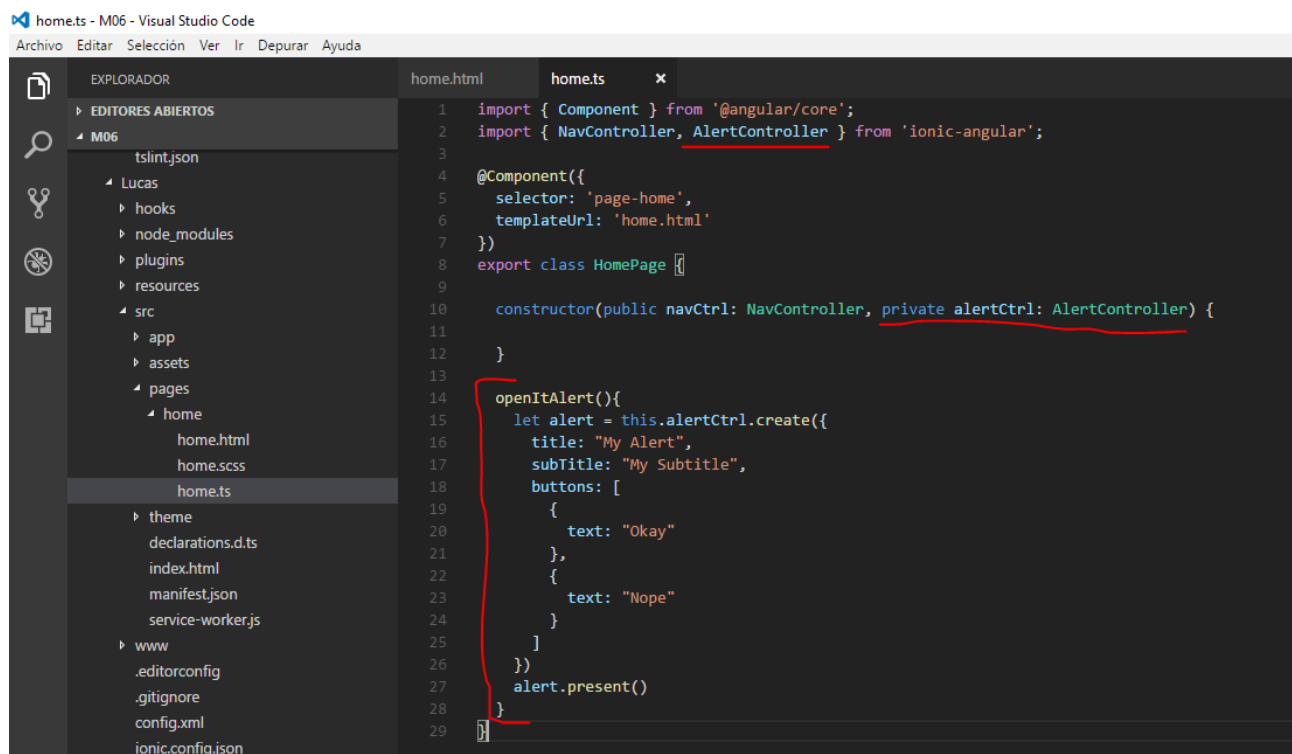 home.ts - M06 - Visual Studio Code
Archivo Editar Selección Ver Ir Depurar Ayuda
EXPLORADOR
EDITORES ABIERTOS
M06
tslint.json
Lucas
hooks
node_modules
plugins
resources
src
app
assets
pages
home
home.html
home.scss
home.ts
theme
declarations.d.ts
index.html
manifest.json
service-worker.js
www
.editorconfig
.gitignore
config.xml
ionic.config.json
home.html home.ts ×
1 import { Component } from '@angular/core';
2 import { NavController, AlertController } from 'ionic-angular';
3
4 @Component({
5   selector: 'page-home',
6   templateUrl: 'home.html'
7 })
8 export class HomePage {
9
10   constructor(public navCtrl: NavController, private alertCtrl: AlertController) {
11
12   }
13
14   openItAlert(){
15     let alert = this.alertCtrl.create({
16       title: "My Alert",
17       subTitle: "My Subtitle",
18       buttons: [
19         {
20           text: "Okay"
21         },
22         {
23           text: "Nope"
24         }
25       ]
26     })
27     alert.present()
28   }
29 }